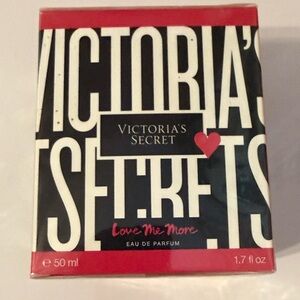 VICTORIA'S
VICTORIA'S
SECRET
SECRETS
Love Me More
EAU DE PARFUM
℮ 50 ml
1.7 fl oz